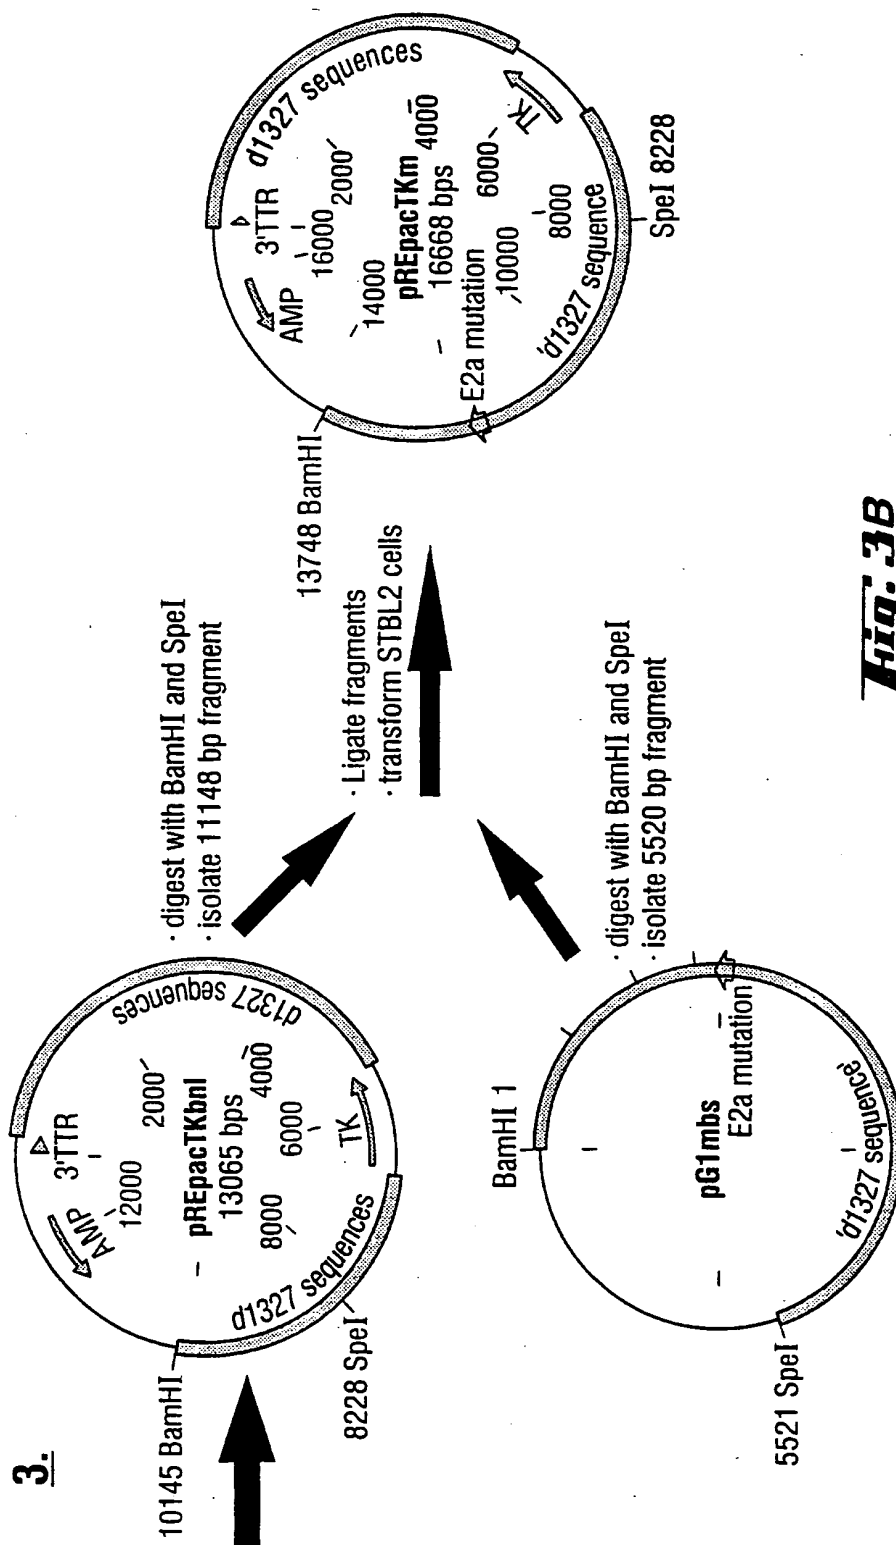 3.
10145 BamHI
8228 SpeI
AMP
3'TTR
12000
2000
pREpacTKbnI
13065 bps
4000
6000
8000
TK
d1327 sequences
d1327 sequences
· digest with BamHI and SpeI
· isolate 11148 bp fragment
BamHI 1
pG1mbs
E2a mutation
'd1327 sequence'
5521 SpeI
· digest with BamHI and SpeI
· isolate 5520 bp fragment
· Ligate fragments
· transform STBL2 cells
13748 BamHI
AMP
3'TTR
16000
2000
14000
pREpacTKm
16668 bps
4000
6000
E2a mutation
10000
8000
TK
d1327 sequences
'd1327 sequence
SpeI 8228
Fig. 3B